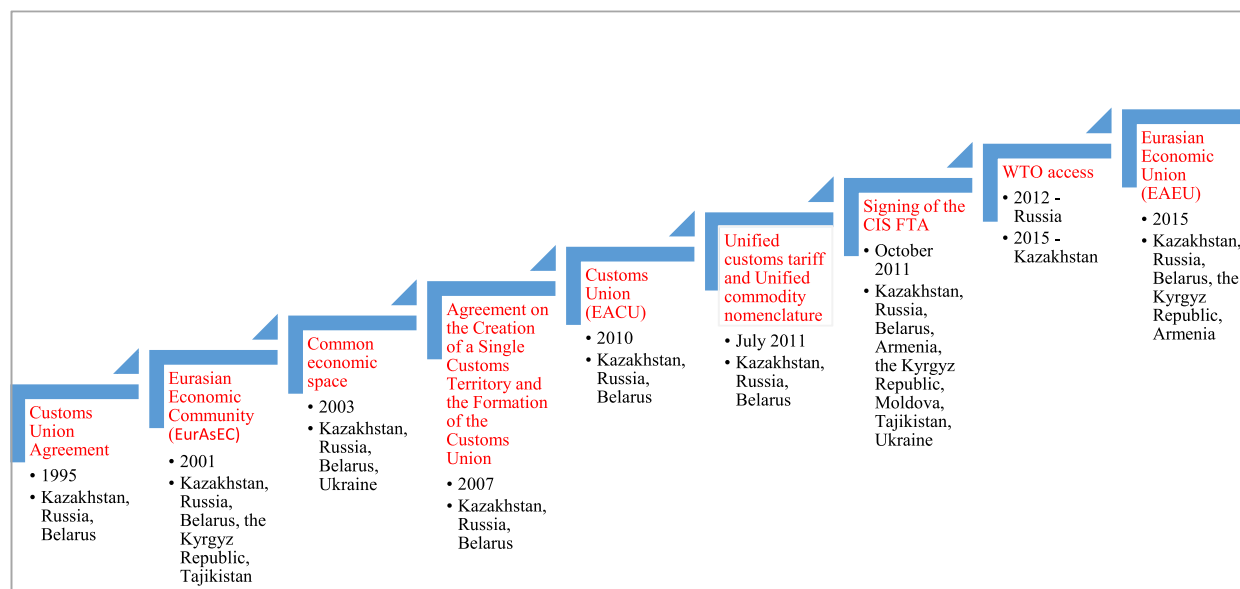 Customs
Union
Agreement
• 1995
• Kazakhstan,
Russia,
Belarus
Eurasian
Economic
Community
(EurAsEC)
• 2001
• Kazakhstan,
Russia,
Belarus, the
Kyrgyz
Republic,
Tajikistan
Common
economic
space
• 2003
• Kazakhstan,
Russia,
Belarus,
Ukraine
Agreement on
the Creation
of a Single
Customs
Territory and
the Formation
of the
Customs
Union
• 2007
• Kazakhstan,
Russia,
Belarus
Customs
Union
(EACU)
• 2010
• Kazakhstan,
Russia,
Belarus
Unified
customs tariff
and Unified
commodity
nomenclature
• July 2011
• Kazakhstan,
Russia,
Belarus
Signing of the
CIS FTA
• October
2011
• Kazakhstan,
Russia,
Belarus,
Armenia,
the Kyrgyz
Republic,
Moldova,
Tajikistan,
Ukraine
WTO access
• 2012 -
Russia
• 2015 -
Kazakhstan
Eurasian
Economic
Union
(EAEU)
• 2015
• Kazakhstan,
Russia,
Belarus, the
Kyrgyz
Republic,
Armenia